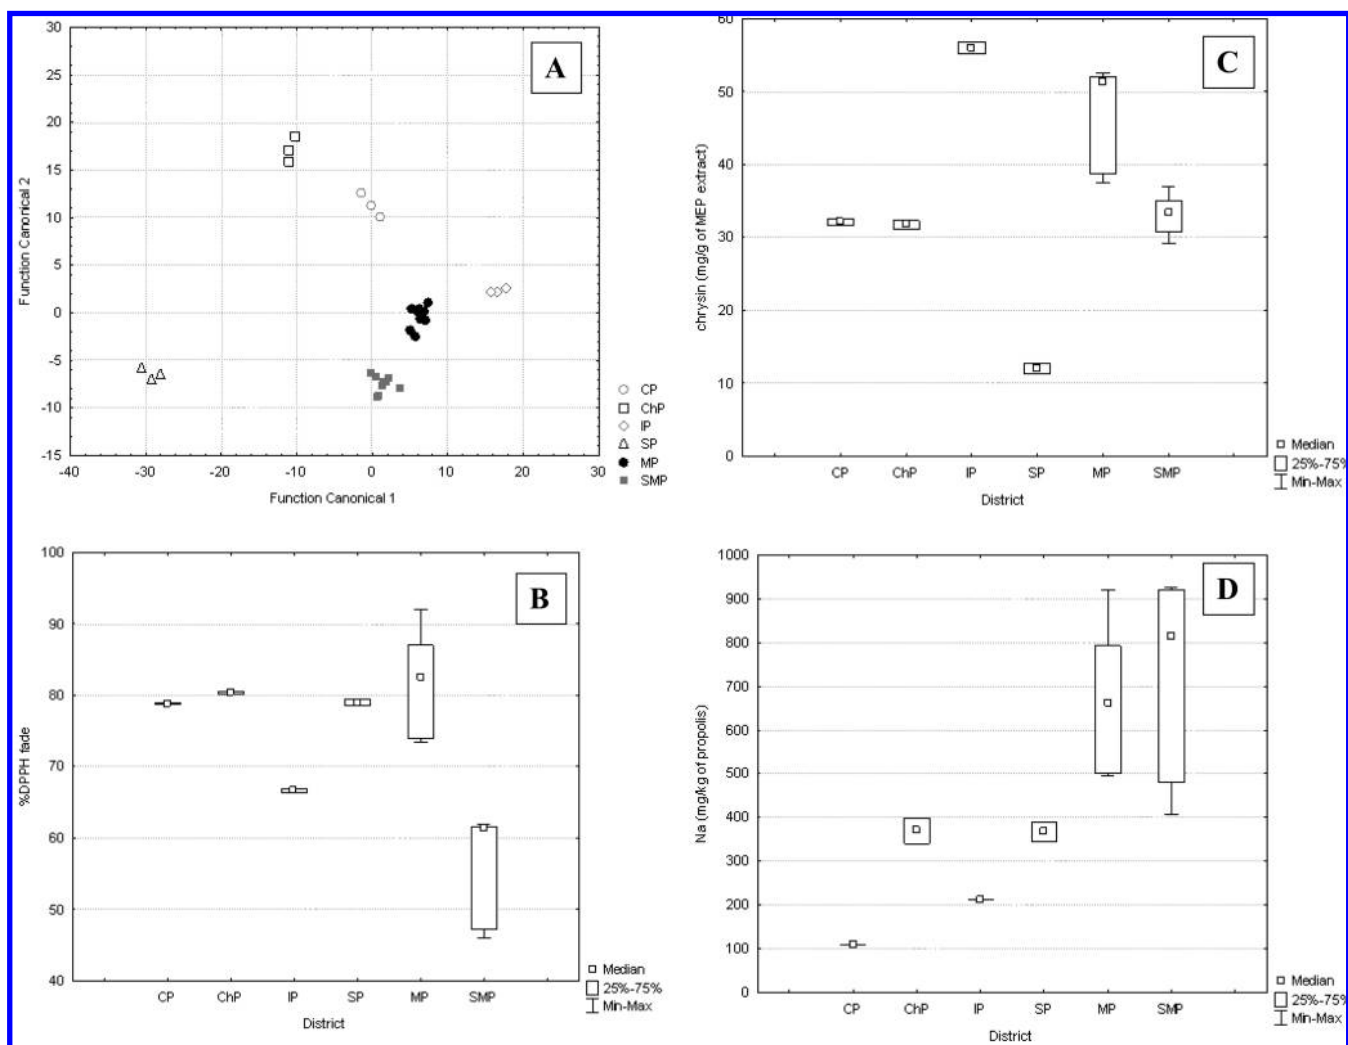 A
30
25
20
15
10
5
0
-5
-10
-15
Function Canonical 2
-40 -30 -20 -10 0 10 20 30
Function Canonical 1
CP
ChP
IP
SP
MP
SMP
C
60
50
40
30
20
10
0
chrysin (mg/g of MEP extract)
CP ChP IP SP MP SMP
District
Median
25%-75%
Min-Max
B
100
90
80
70
60
50
40
%DPPH fade
CP ChP IP SP MP SMP
District
Median
25%-75%
Min-Max
D
1000
900
800
700
600
500
400
300
200
100
0
Na (mg/kg of propolis)
CP ChP IP SP MP SMP
District
Median
25%-75%
Min-Max